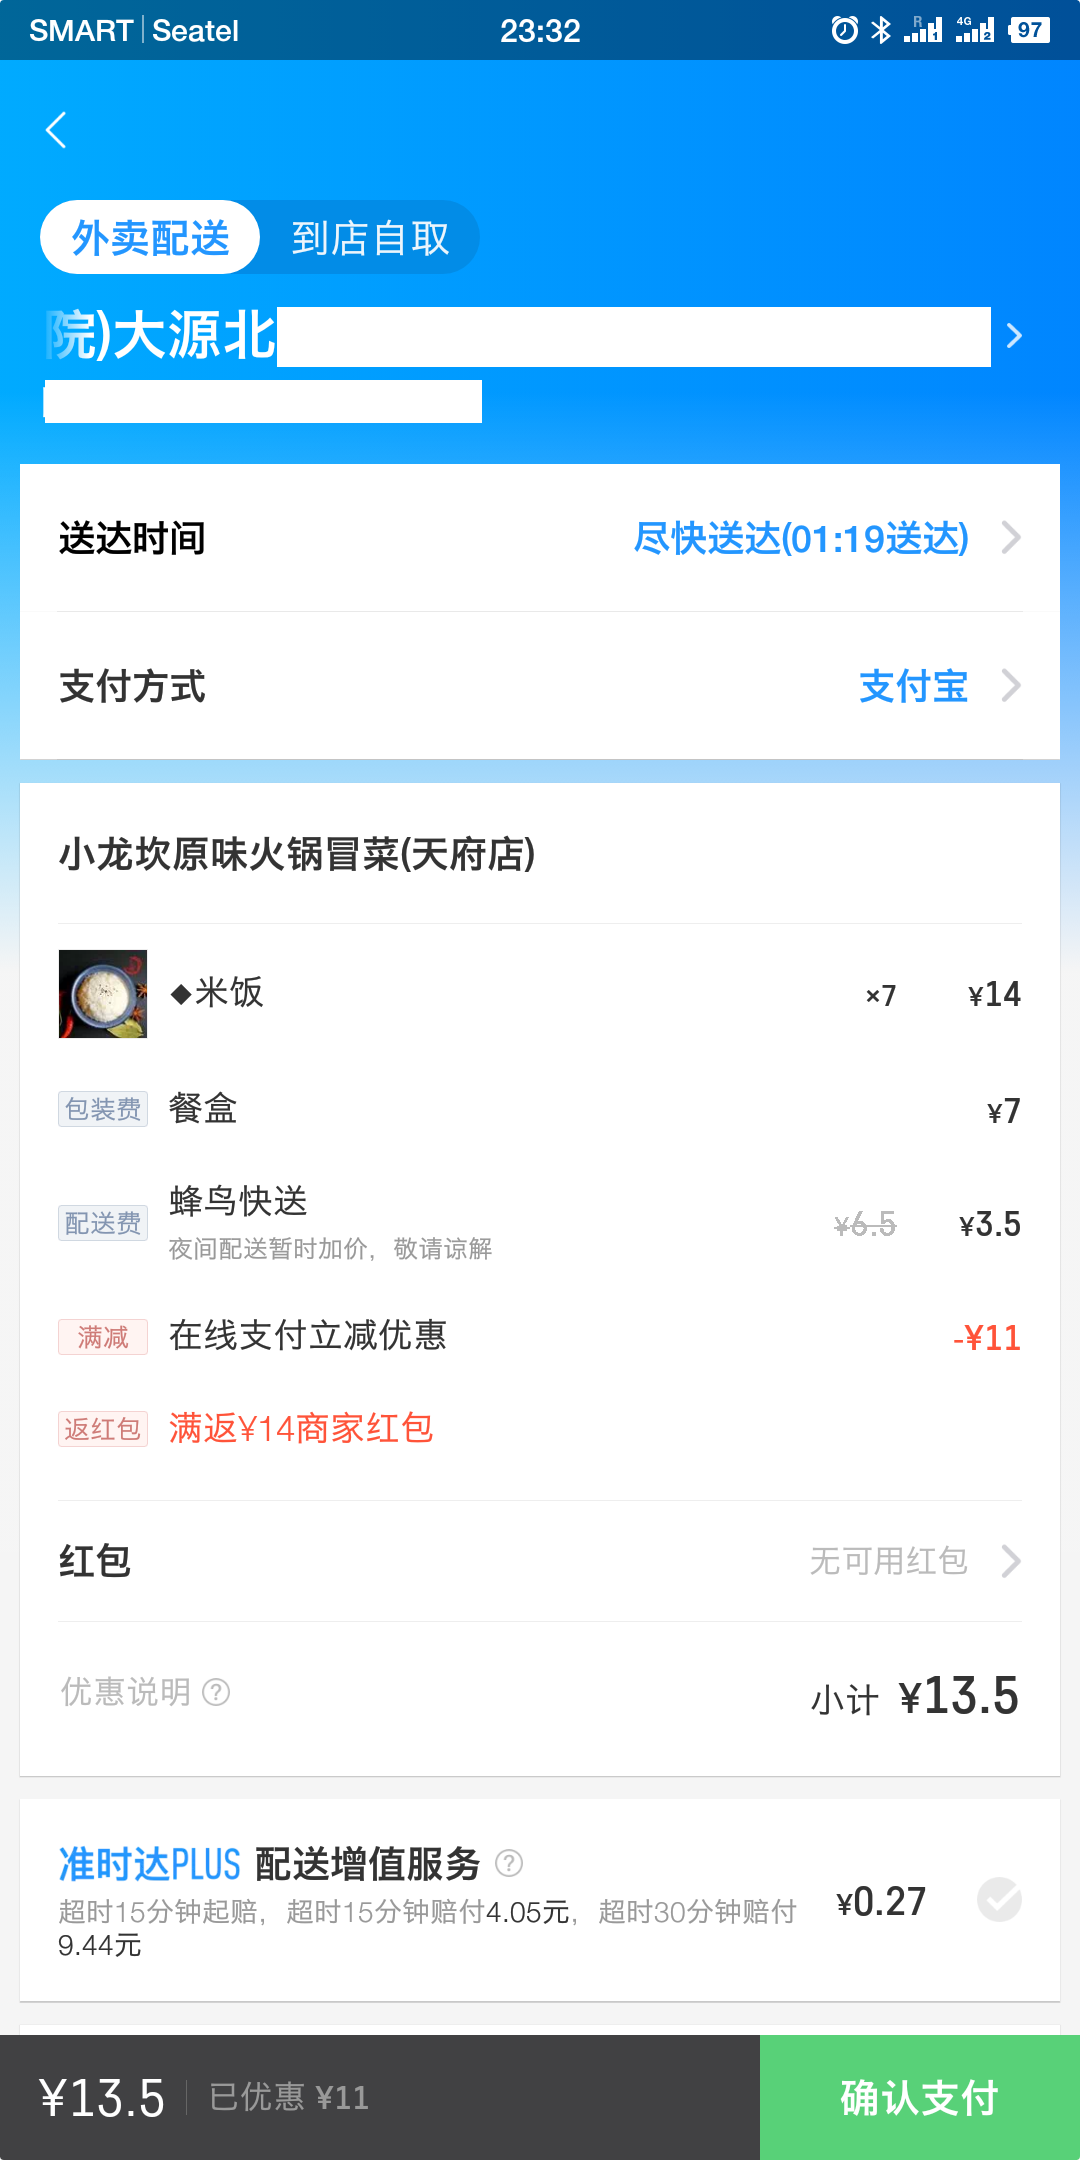 SMART | Seatel 23:32 R 1 4G 2 97
外卖配送 到店自取
院)大源北
送达时间 尽快送达(01:19送达)
支付方式 支付宝
小龙坎原味火锅冒菜(天府店)
◆米饭 ×7 ¥14
包装费 餐盒 ¥7
配送费 蜂鸟快送 ¥6.5 ¥3.5
夜间配送暂时加价，敬请谅解
满减 在线支付立减优惠 -¥11
返红包 满返¥14商家红包
红包 无可用红包
优惠说明 ? 小计 ¥13.5
准时达PLUS 配送增值服务 ?
超时15分钟起赔，超时15分钟赔付4.05元，超时30分钟赔付
9.44元
¥0.27
¥13.5 已优惠 ¥11 确认支付